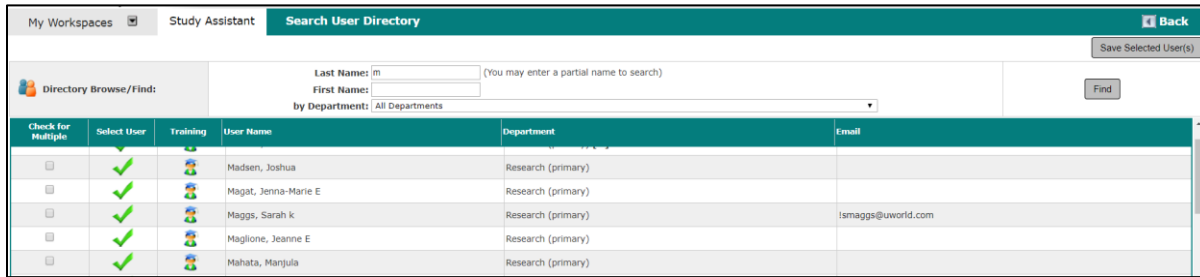 My Workspaces Study Assistant Search User Directory Back
Save Selected User(s)
Directory Browse/Find:
Last Name: m (You may enter a partial name to search)
First Name:
by Department: All Departments
Find
Check for Multiple Select User Training User Name Department Email
Madsen, Joshua Research (primary)
Magat, Jenna-Marie E Research (primary)
Maggs, Sarah k Research (primary) !smaggs@uworld.com
Maglione, Jeanne E Research (primary)
Mahata, Manjula Research (primary)